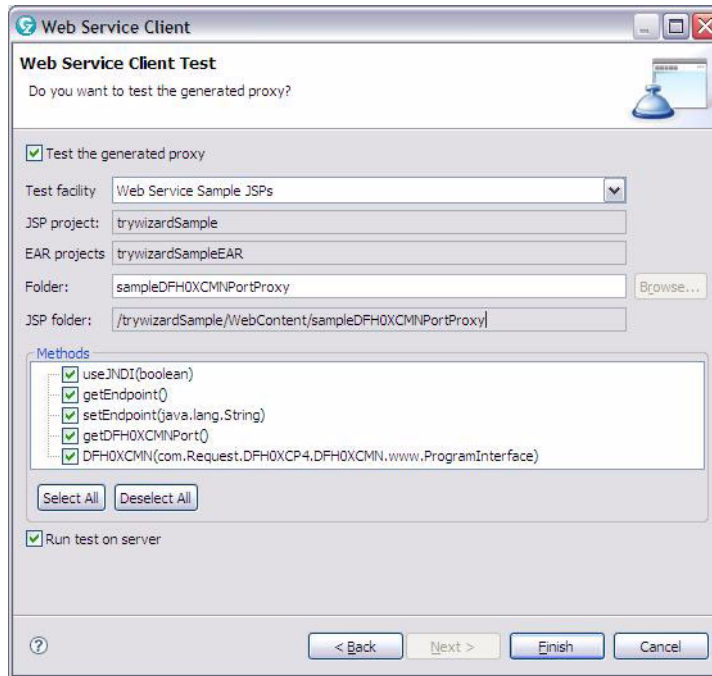 Web Service Client
Web Service Client Test
Do you want to test the generated proxy?
Test the generated proxy
Test facility Web Service Sample JSPs
JSP project: trywizardSample
EAR projects trywizardSampleEAR
Folder: sampleDFH0XCMNPortProxy Browse...
JSP folder: /trywizardSample/WebContent/sampleDFH0XCMNPortProxy
Methods
useJNDI(boolean)
getEndpoint()
setEndpoint(java.lang.String)
getDFH0XCMNPort()
DFH0XCMN(com.Request.DFH0XCP4.DFH0XCMN.www.ProgramInterface)
Select All Deselect All
Run test on server
? < Back Next > Finish Cancel